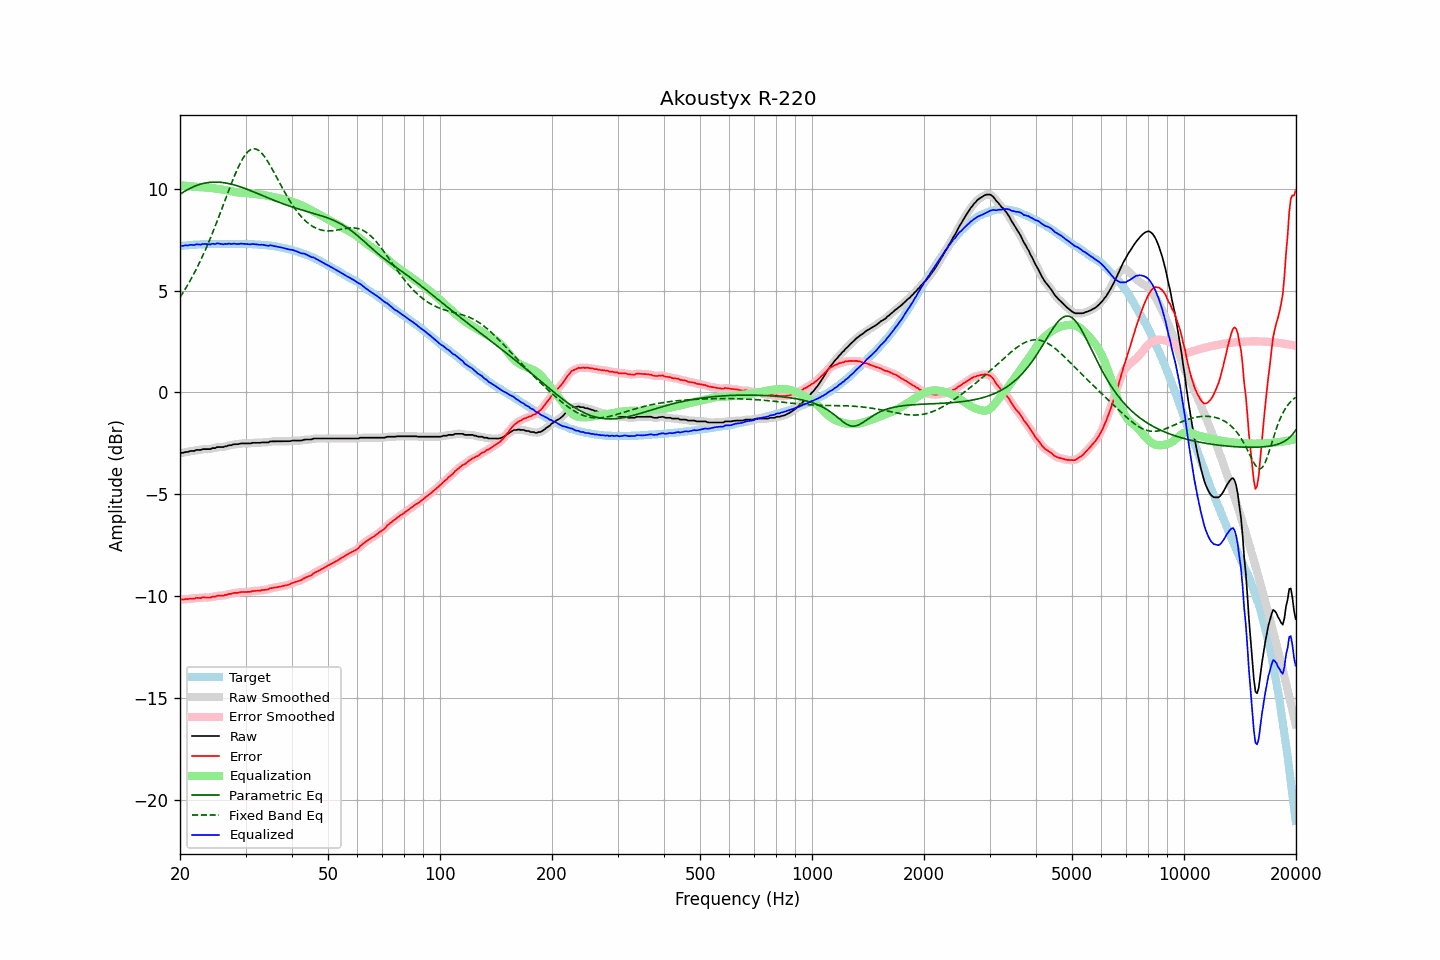 Akoustyx R-220
Amplitude (dBr)
10
5
0
−5
−10
−15
−20
Target
Raw Smoothed
Error Smoothed
Raw
Error
Equalization
Parametric Eq
Fixed Band Eq
Equalized
20 50 100 200 500 1000 2000 5000 10000 20000
Frequency (Hz)